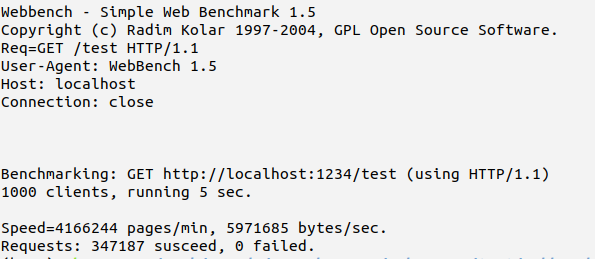 Webbench - Simple Web Benchmark 1.5
Copyright (c) Radim Kolar 1997-2004, GPL Open Source Software.
Req=GET /test HTTP/1.1
User-Agent: WebBench 1.5
Host: localhost
Connection: close
Benchmarking: GET http://localhost:1234/test (using HTTP/1.1)
1000 clients, running 5 sec.
Speed=4166244 pages/min, 5971685 bytes/sec.
Requests: 347187 susceed, 0 failed.